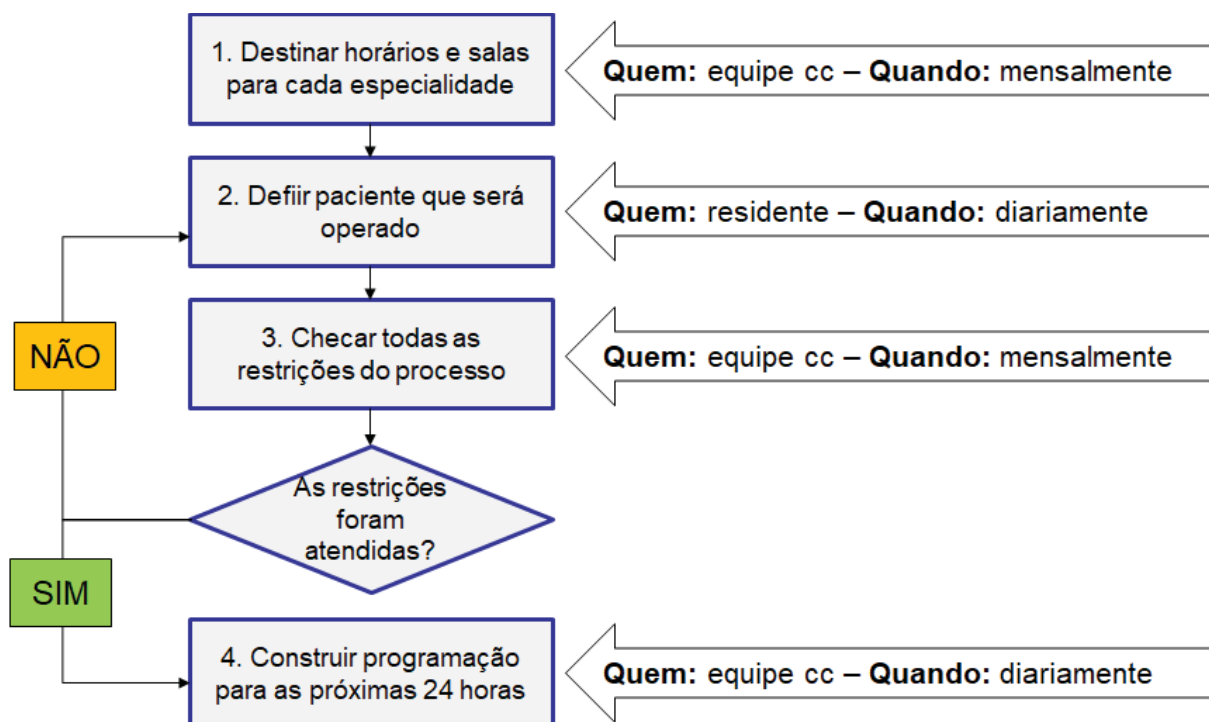 1. Destinar horários e salas
para cada especialidade
Quem: equipe cc – Quando: mensalmente
2. Defiir paciente que será
operado
Quem: residente – Quando: diariamente
NÃO
3. Checar todas as
restrições do processo
Quem: equipe cc – Quando: mensalmente
As restrições
foram
atendidas?
SIM
4. Construir programação
para as próximas 24 horas
Quem: equipe cc – Quando: diariamente